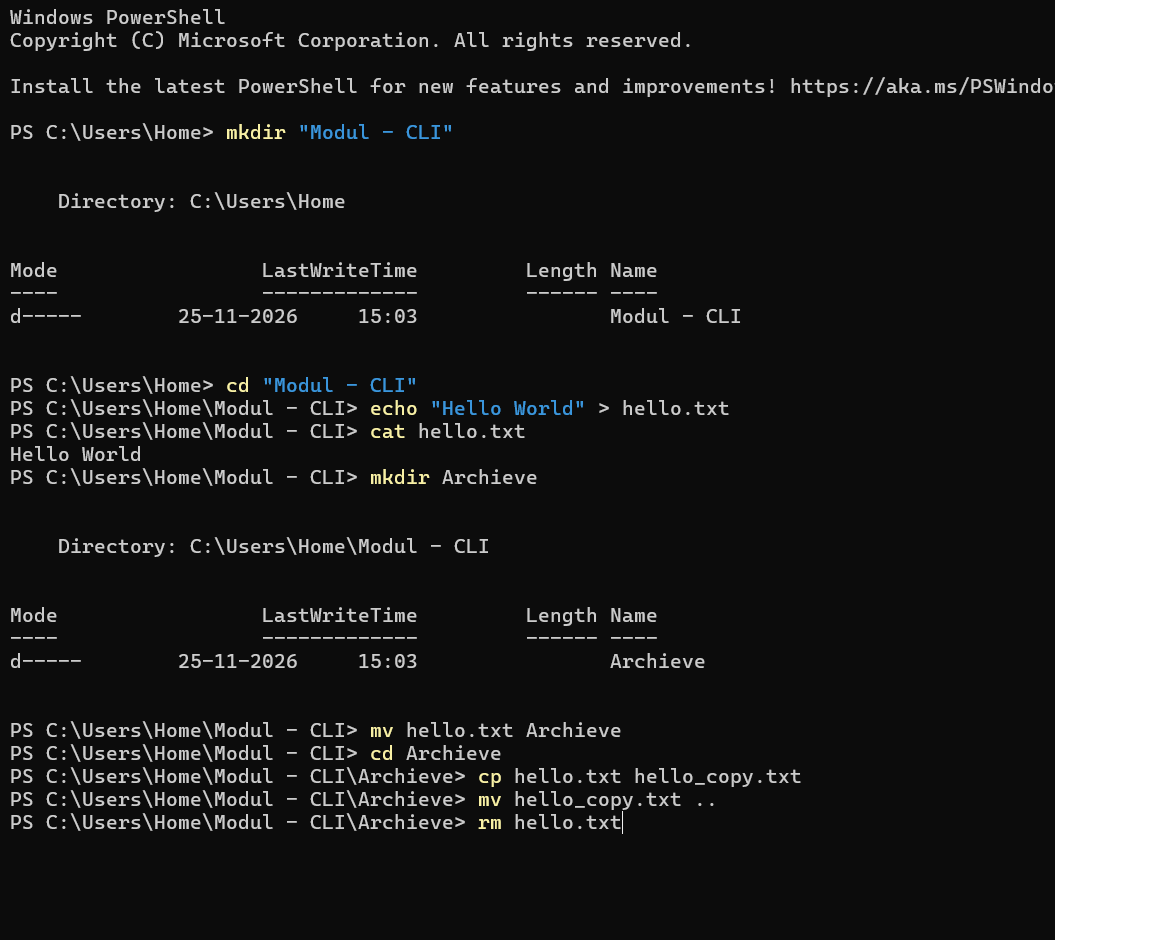 Windows PowerShell
Copyright (C) Microsoft Corporation. All rights reserved.
Install the latest PowerShell for new features and improvements! https://aka.ms/PSWindo
PS C:\Users\Home> mkdir "Modul - CLI"
Directory: C:\Users\Home
Mode                 LastWriteTime         Length Name
----                 -------------         ------ ----
d-----        25-11-2026     15:03                Modul - CLI
PS C:\Users\Home> cd "Modul - CLI"
PS C:\Users\Home\Modul - CLI> echo "Hello World" > hello.txt
PS C:\Users\Home\Modul - CLI> cat hello.txt
Hello World
PS C:\Users\Home\Modul - CLI> mkdir Archieve
Directory: C:\Users\Home\Modul - CLI
Mode                 LastWriteTime         Length Name
----                 -------------         ------ ----
d-----        25-11-2026     15:03                Archieve
PS C:\Users\Home\Modul - CLI> mv hello.txt Archieve
PS C:\Users\Home\Modul - CLI> cd Archieve
PS C:\Users\Home\Modul - CLI\Archieve> cp hello.txt hello_copy.txt
PS C:\Users\Home\Modul - CLI\Archieve> mv hello_copy.txt ..
PS C:\Users\Home\Modul - CLI\Archieve> rm hello.txt